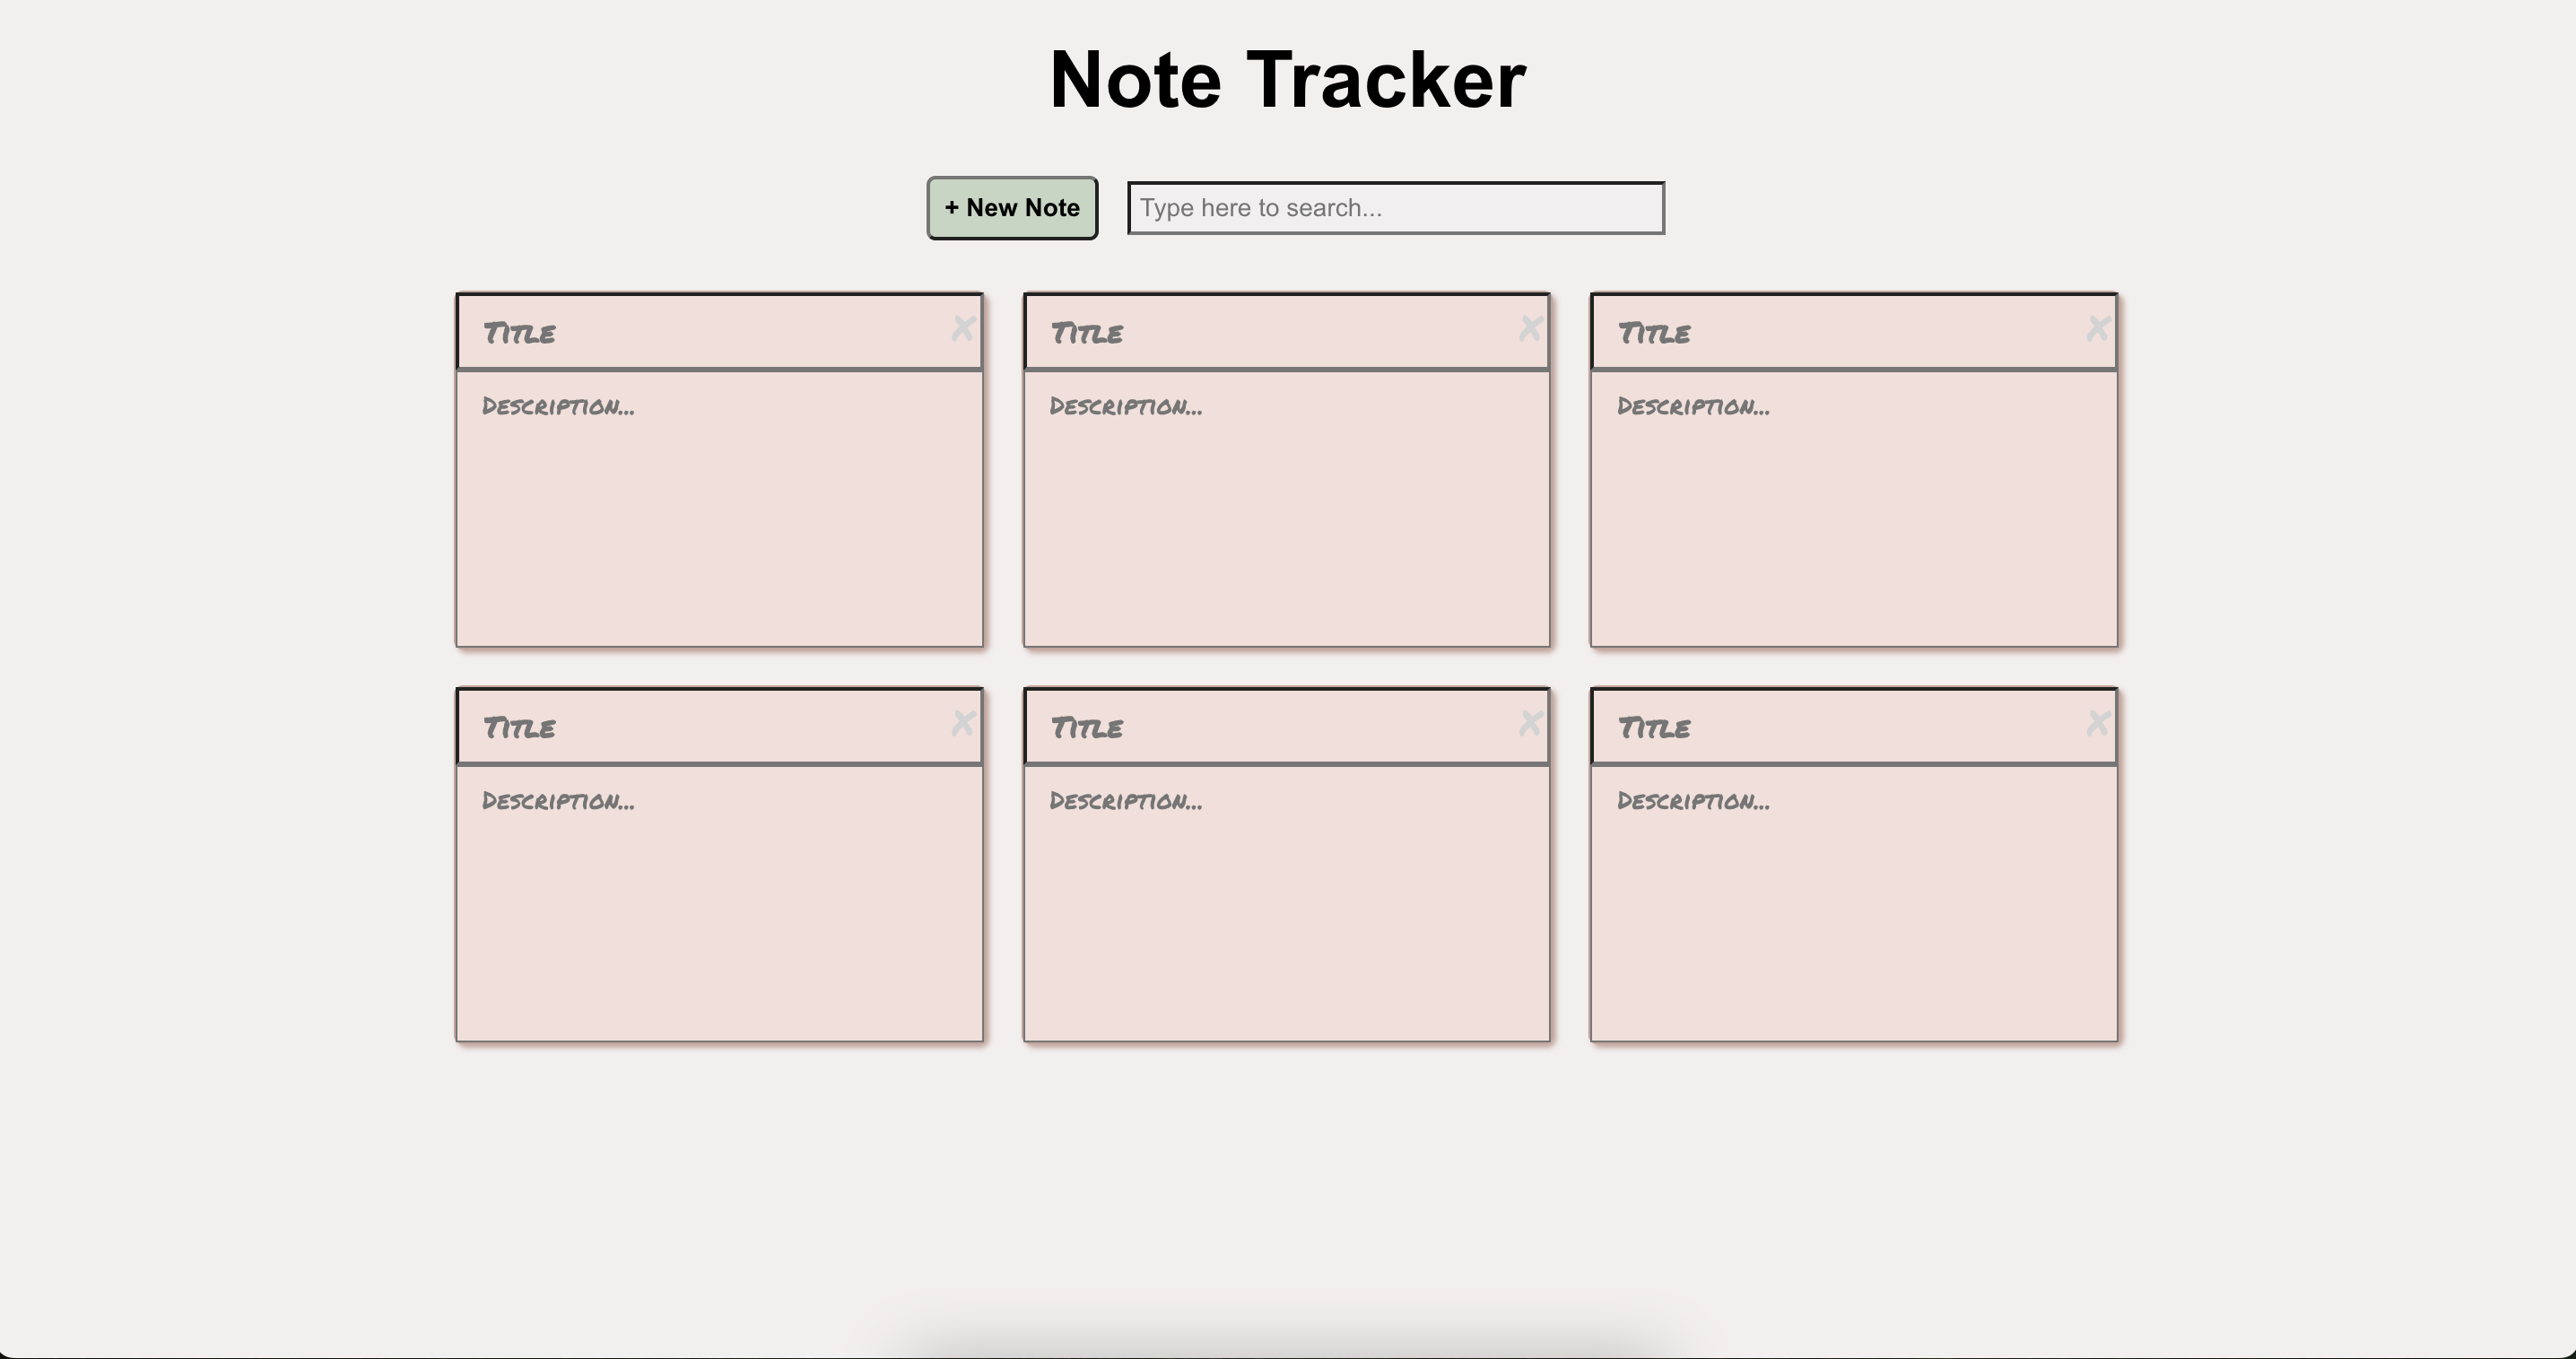 Note Tracker
+ New Note
Type here to search...
Title ✘ Title ✘ Title ✘
Description... Description... Description...
Title ✘ Title ✘ Title ✘
Description... Description... Description...